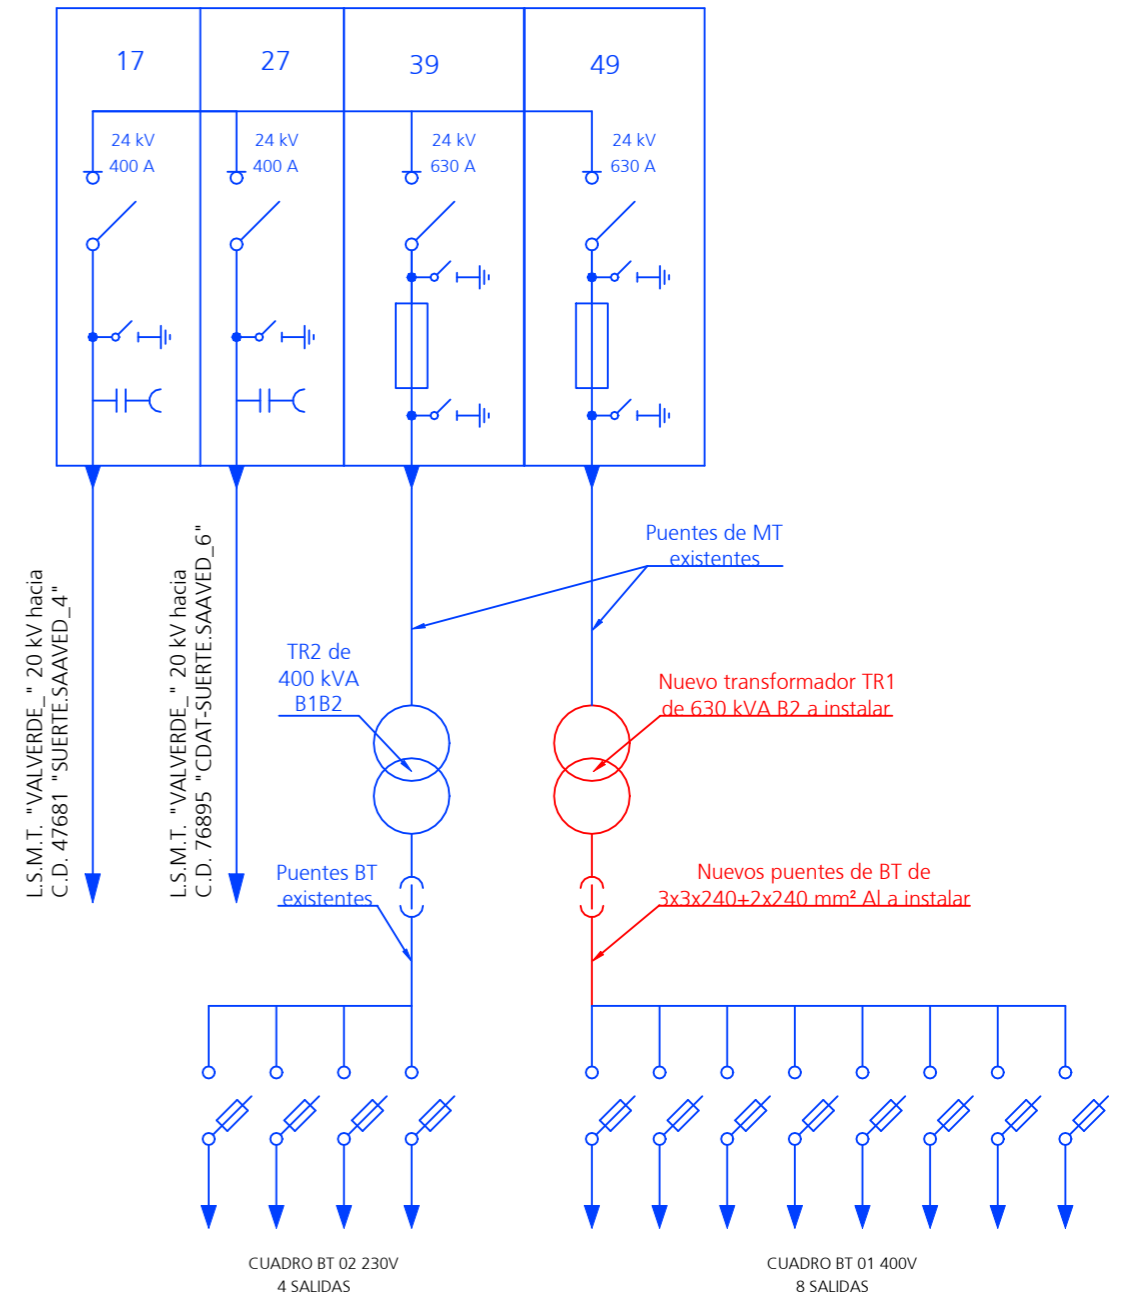 17
27
39
49
24 kV
400 A
24 kV
400 A
24 kV
630 A
24 kV
630 A
L.S.M.T. "VALVERDE_" 20 kV hacia
C.D. 47681 "SUERTE.SAAVED_4"
L.S.M.T. "VALVERDE_" 20 kV hacia
C.D. 76895 "CDAT-SUERTE.SAAVED_6"
Puentes de MT
existentes
TR2 de
400 kVA
B1B2
Nuevo transformador TR1
de 630 kVA B2 a instalar
Puentes BT
existentes
Nuevos puentes de BT de
3x3x240+2x240 mm² Al a instalar
CUADRO BT 02 230V
4 SALIDAS
CUADRO BT 01 400V
8 SALIDAS